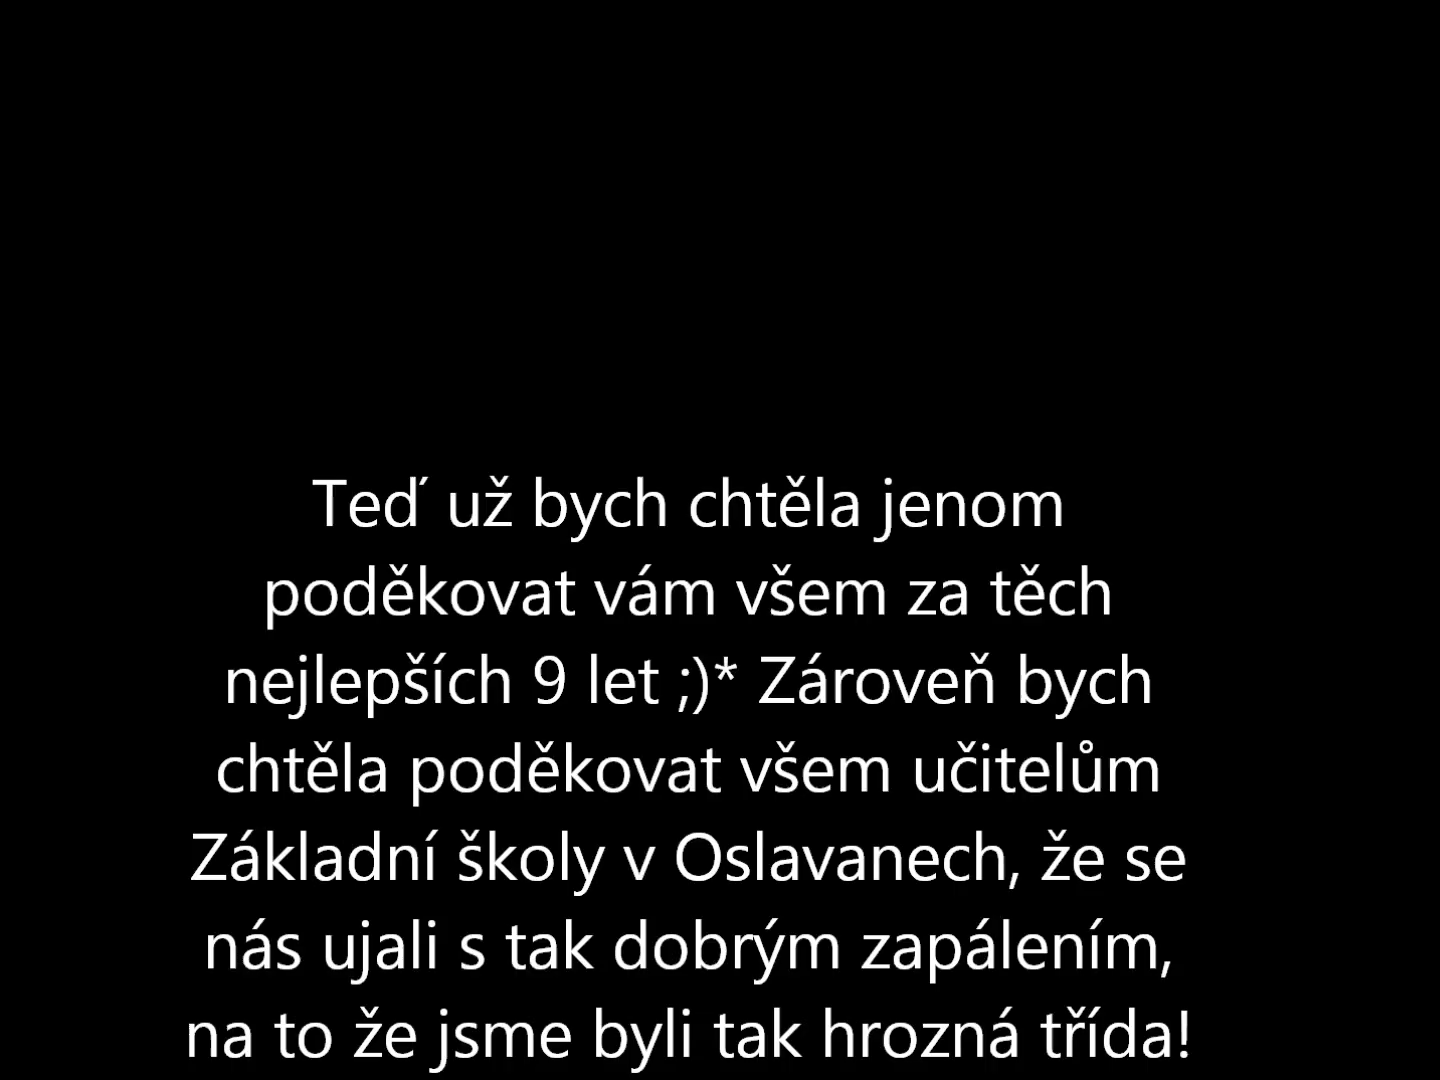 Teď už bych chtěla jenom
poděkovat vám všem za těch
nejlepších 9 let ;)* Zároveň bych
chtěla poděkovat všem učitelům
Základní školy v Oslavanech, že se
nás ujali s tak dobrým zapálením,
na to že jsme byli tak hrozná třída!